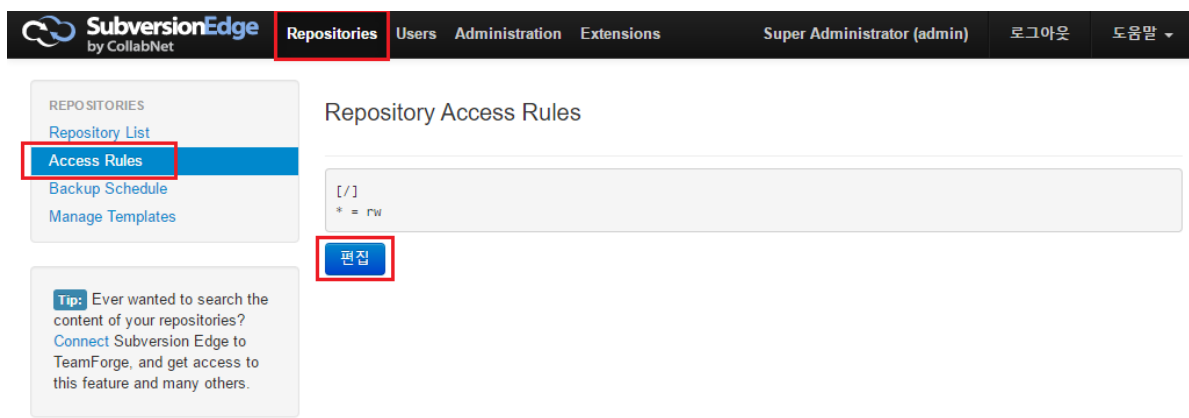 SubversionEdge
by CollabNet
Repositories Users Administration Extensions Super Administrator (admin) 로그아웃 도움말
REPOSITORIES
Repository List
Access Rules
Backup Schedule
Manage Templates
Tip: Ever wanted to search the
content of your repositories?
Connect Subversion Edge to
TeamForge, and get access to
this feature and many others.
Repository Access Rules
[/]
* = rw
편집